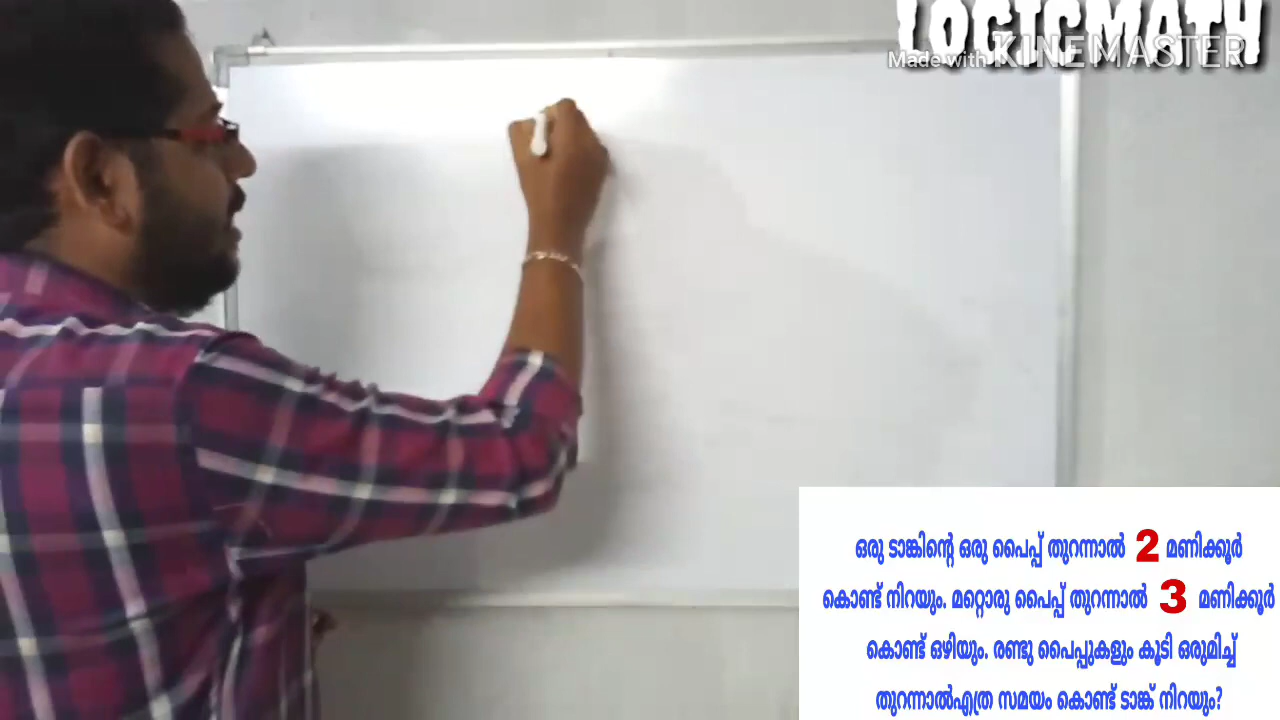 LOGICMATH
Made with KINEMASTER
ഒരു ടാങ്കിന്റെ ഒരു പൈപ്പ് തുറന്നാൽ 2 മണിക്കൂർ
കൊണ്ട് നിറയും. മറ്റൊരു പൈപ്പ് തുറന്നാൽ 3 മണിക്കൂർ
കൊണ്ട് ഒഴിയും. രണ്ടു പൈപ്പുകളും കൂടി ഒരുമിച്ച്
തുറന്നാൽഎത്ര സമയം കൊണ്ട് ടാങ്ക് നിറയും?